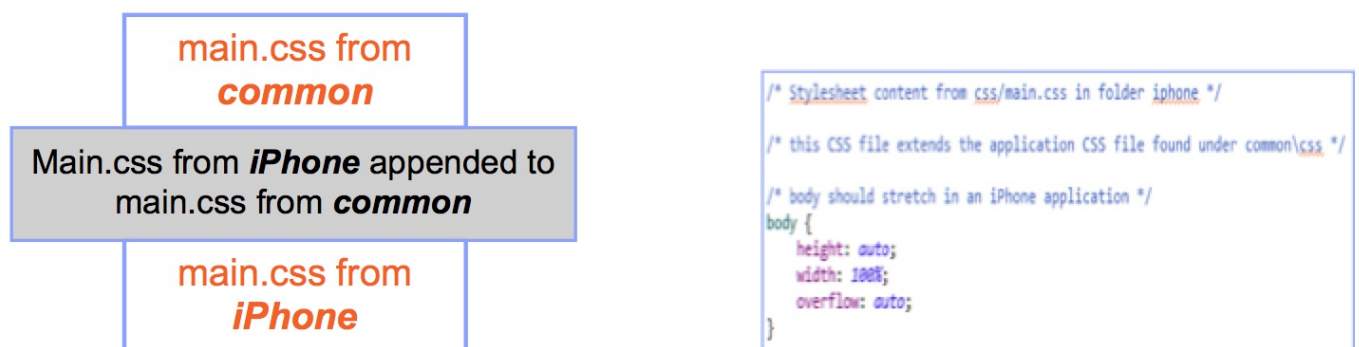 main.css from
common
Main.css from iPhone appended to
main.css from common
main.css from
iPhone
/* Stylesheet content from css/main.css in folder iphone */
/* this CSS file extends the application CSS file found under common\css */
/* body should stretch in an iPhone application */
body {
height: auto;
width: 100%;
overflow: auto;
}